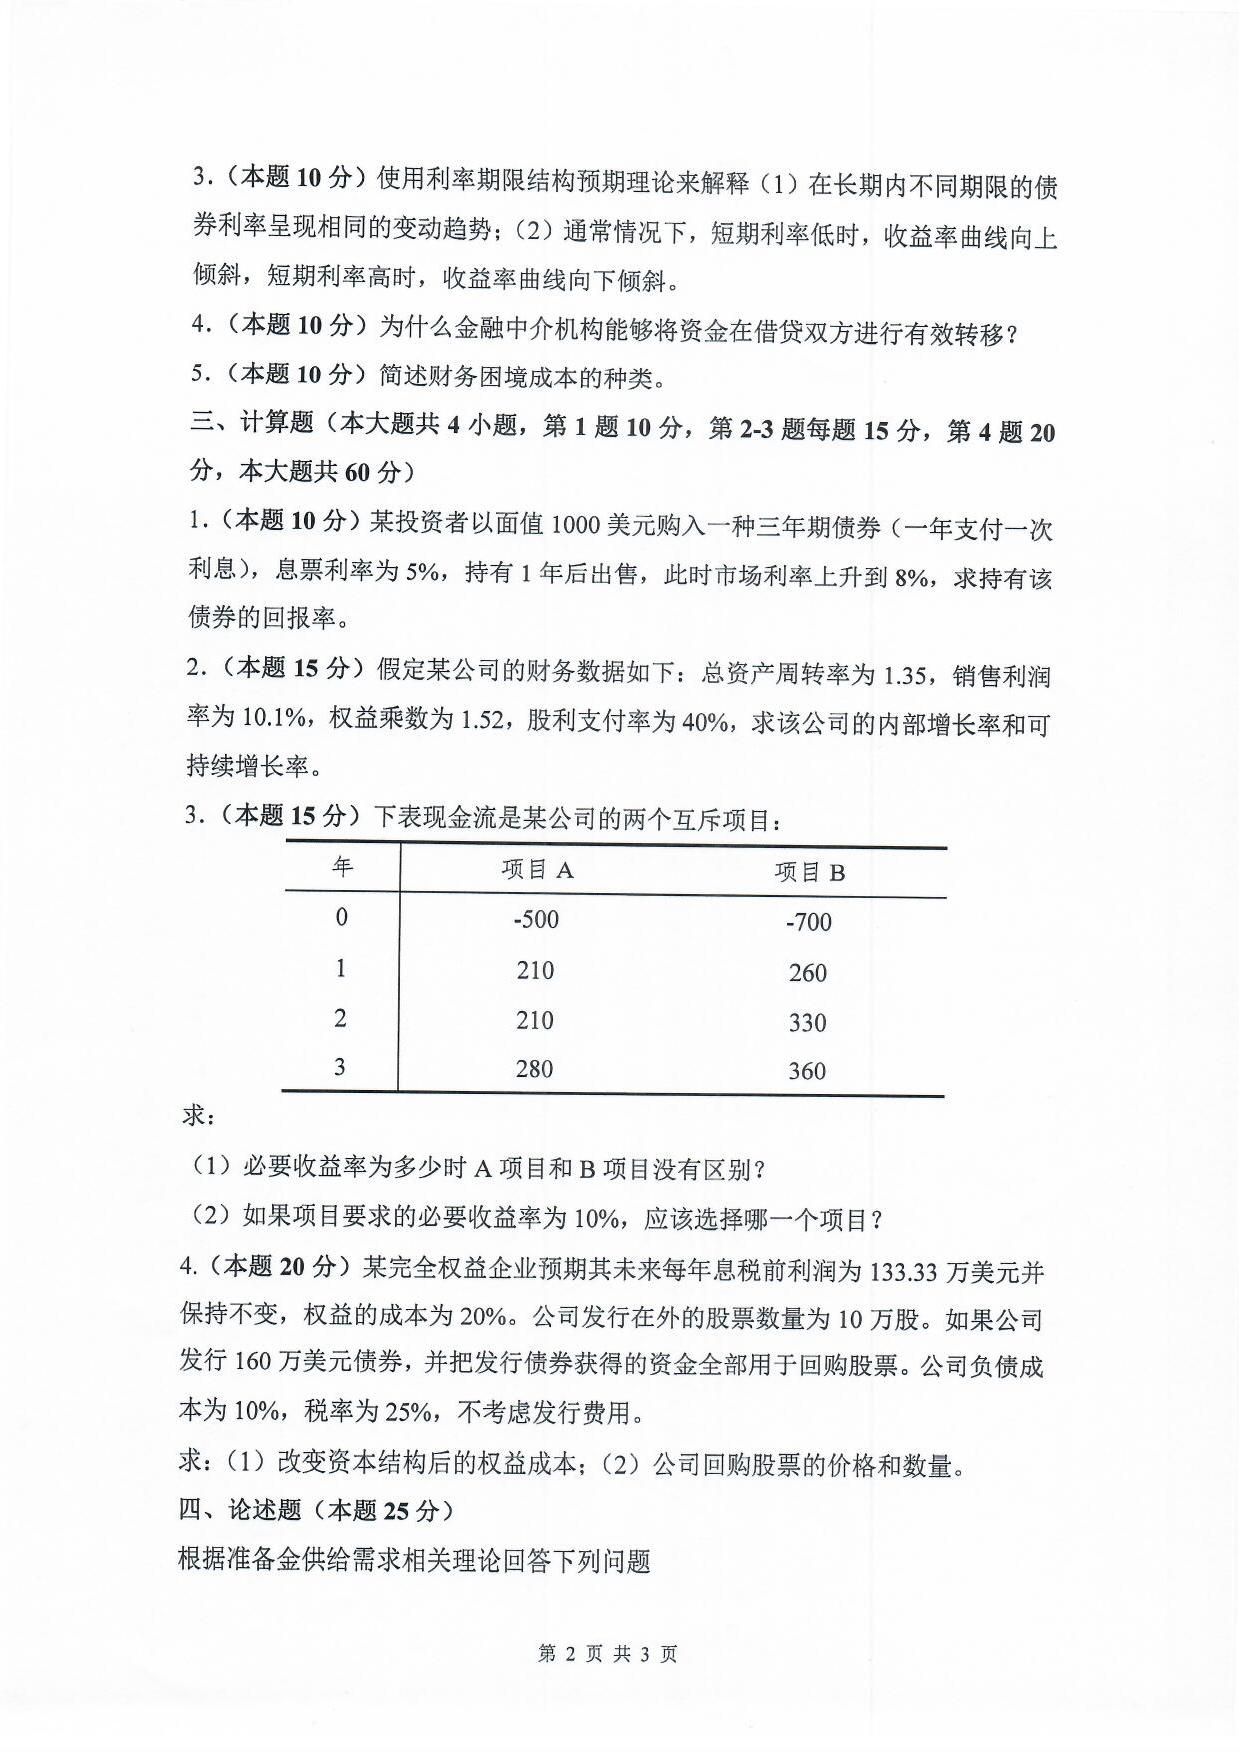 3.（本题 10 分）使用利率期限结构预期理论来解释（1）在长期内不同期限的债
券利率呈现相同的变动趋势；（2）通常情况下，短期利率低时，收益率曲线向上
倾斜，短期利率高时，收益率曲线向下倾斜。
4.（本题 10 分）为什么金融中介机构能够将资金在借贷双方进行有效转移？
5.（本题 10 分）简述财务困境成本的种类。
三、计算题（本大题共 4 小题，第 1 题 10 分，第 2-3 题每题 15 分，第 4 题 20
分，本大题共 60 分）
1.（本题 10 分）某投资者以面值 1000 美元购入一种三年期债券（一年支付一次
利息），息票利率为 5%，持有 1 年后出售，此时市场利率上升到 8%，求持有该
债券的回报率。
2.（本题 15 分）假定某公司的财务数据如下：总资产周转率为 1.35，销售利润
率为 10.1%，权益乘数为 1.52，股利支付率为 40%，求该公司的内部增长率和可
持续增长率。
3.（本题 15 分）下表现金流是某公司的两个互斥项目：
年 项目 A 项目 B
0 -500 -700
1 210 260
2 210 330
3 280 360
求：
（1）必要收益率为多少时 A 项目和 B 项目没有区别？
（2）如果项目要求的必要收益率为 10%，应该选择哪一个项目？
4.（本题 20 分）某完全权益企业预期其未来每年息税前利润为 133.33 万美元并
保持不变，权益的成本为 20%。公司发行在外的股票数量为 10 万股。如果公司
发行 160 万美元债券，并把发行债券获得的资金全部用于回购股票。公司负债成
本为 10%，税率为 25%，不考虑发行费用。
求：（1）改变资本结构后的权益成本；（2）公司回购股票的价格和数量。
四、论述题（本题 25 分）
根据准备金供给需求相关理论回答下列问题
第 2 页 共 3 页